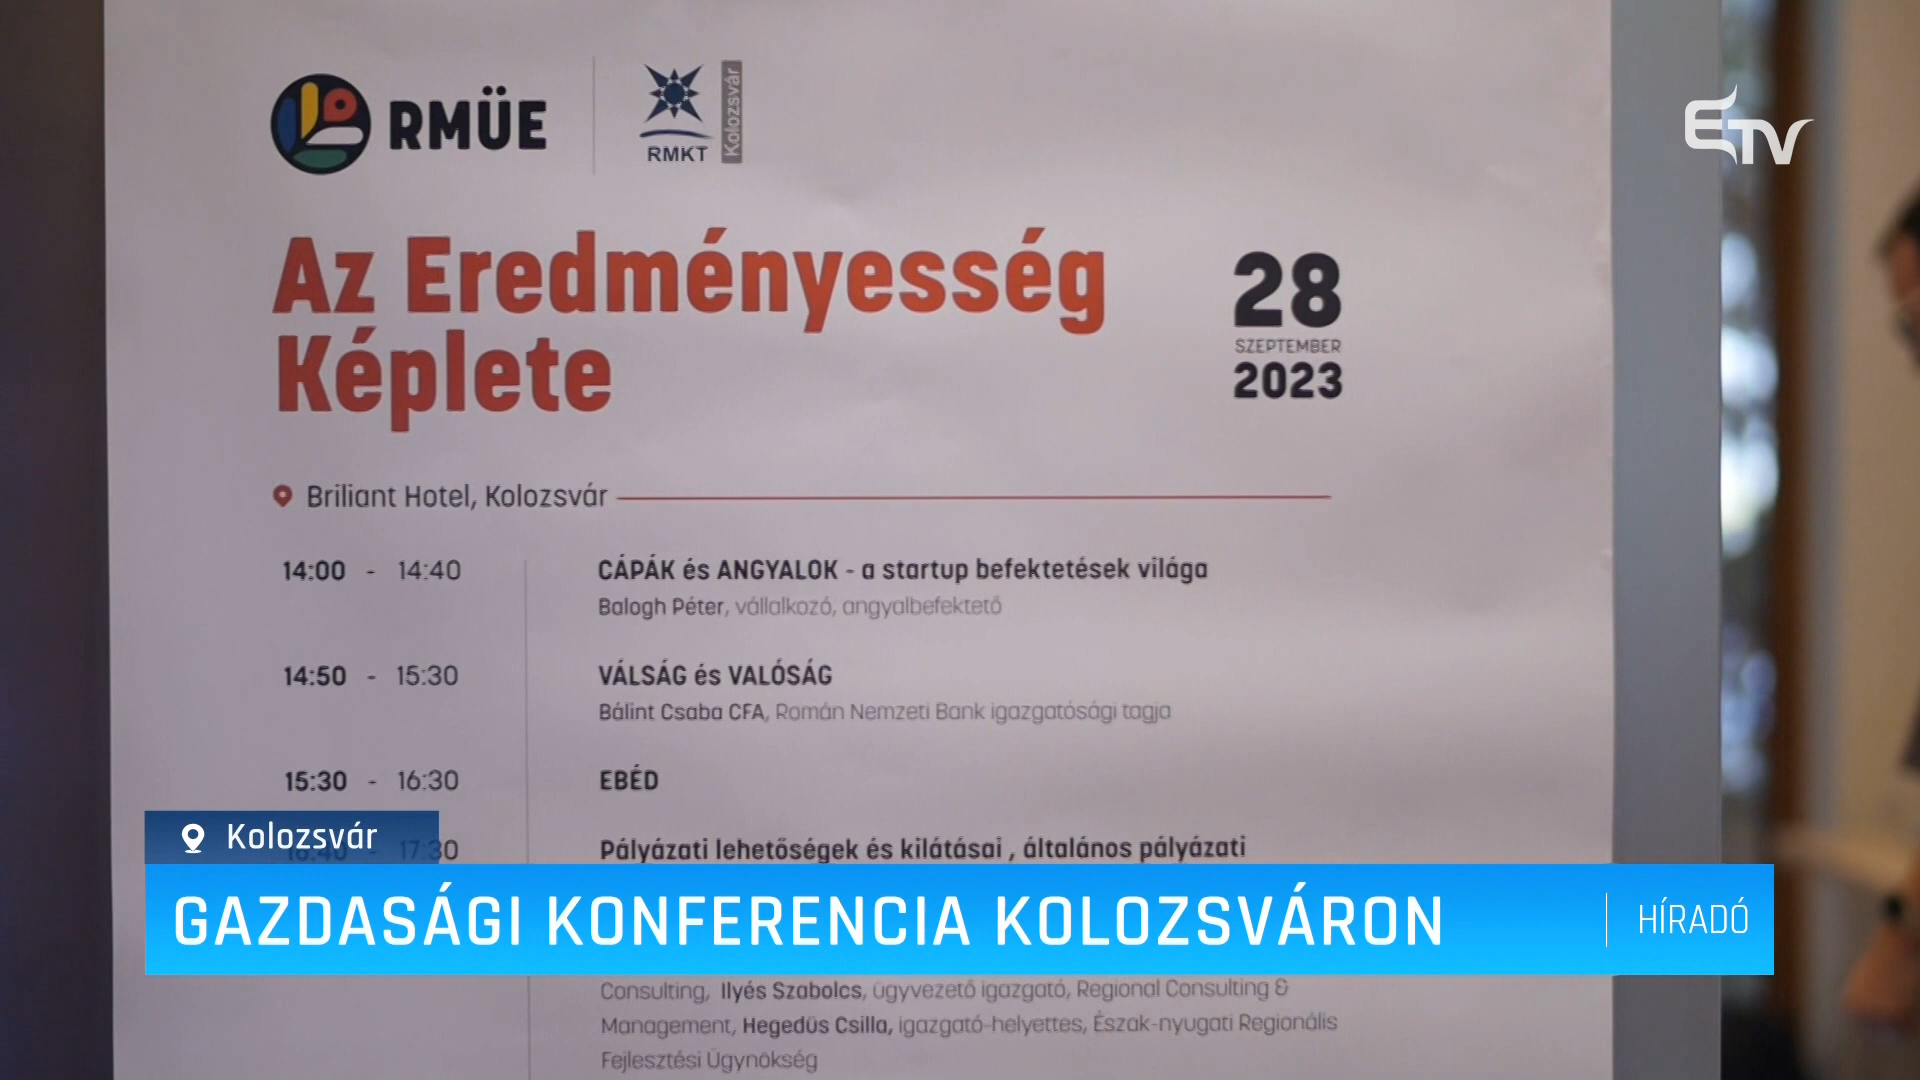 RMÜE
RMKT
Kolozsvár
ETV
Az Eredményesség
Képlete
28
SZEPTEMBER
2023
Briliant Hotel, Kolozsvár
14:00 - 14:40
CÁPÁK és ANGYALOK - a startup befektetések világa
Balogh Péter, vállalkozó, angyalbefektető
14:50 - 15:30
VÁLSÁG és VALÓSÁG
Bálint Csaba CFA, Román Nemzeti Bank igazgatósági tagja
15:30 - 16:30
EBÉD
16:40 - 17:30
Pályázati lehetőségek és kilátásai , általános pályázati
Kolozsvár
GAZDASÁGI KONFERENCIA KOLOZSVÁRON
HÍRADÓ
Consulting, Ilyés Szabolcs, ügyvezető igazgató, Regional Consulting &
Management, Hegedüs Csilla, igazgató-helyettes, Észak-nyugati Regionális
Fejlesztési Ügynökség